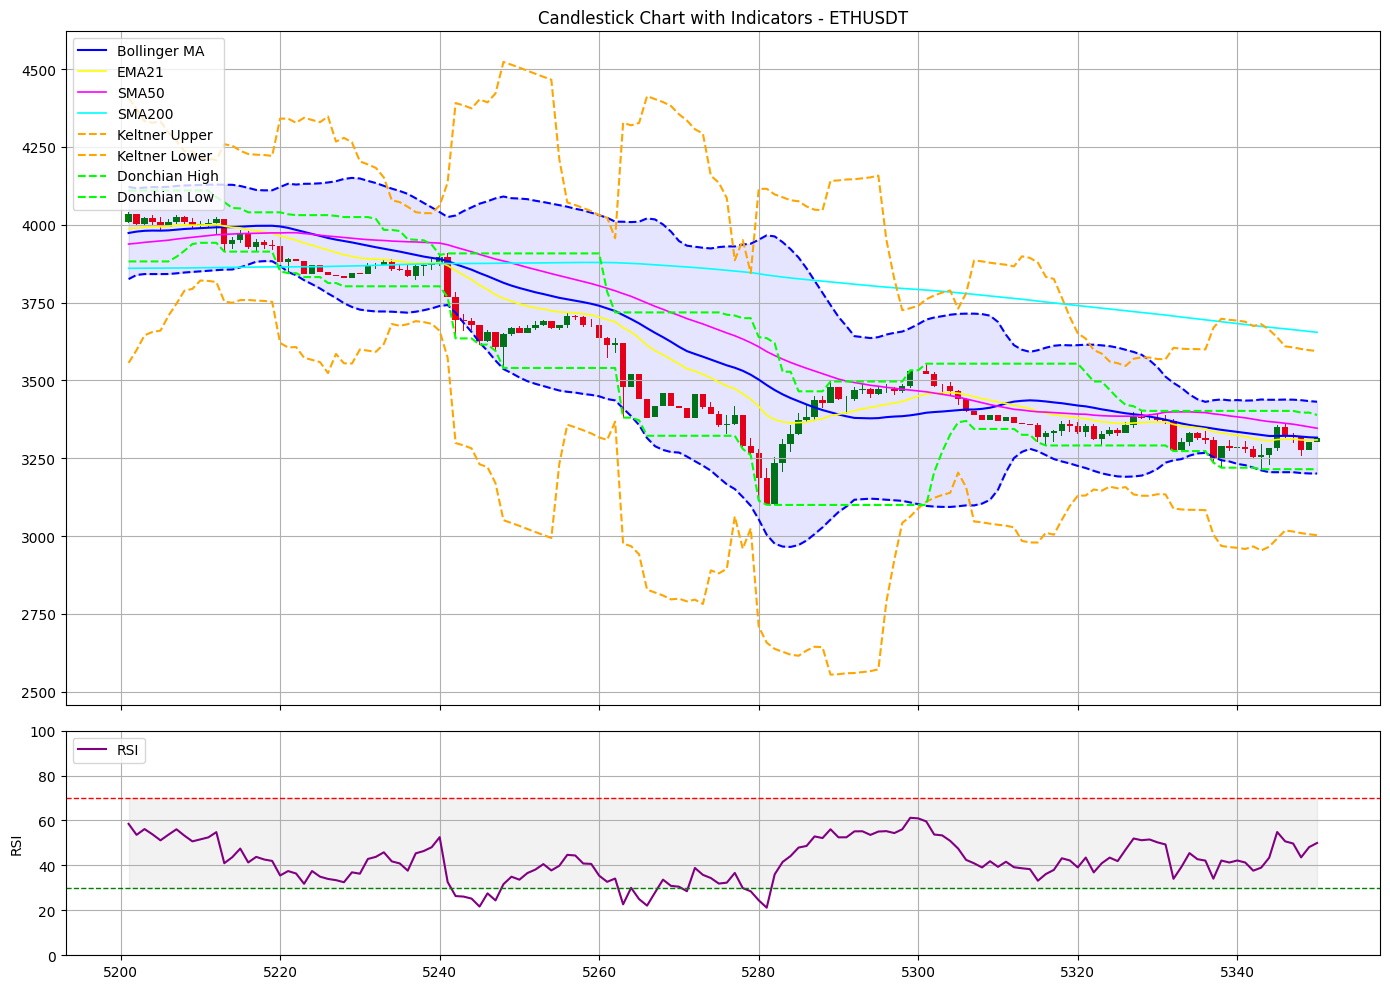 Candlestick Chart with Indicators - ETHUSDT
Bollinger MA
EMA21
SMA50
SMA200
Keltner Upper
Keltner Lower
Donchian High
Donchian Low
4500
4250
4000
3750
3500
3250
3000
2750
2500
RSI
100
80
60
40
20
0
RSI
5200 5220 5240 5260 5280 5300 5320 5340